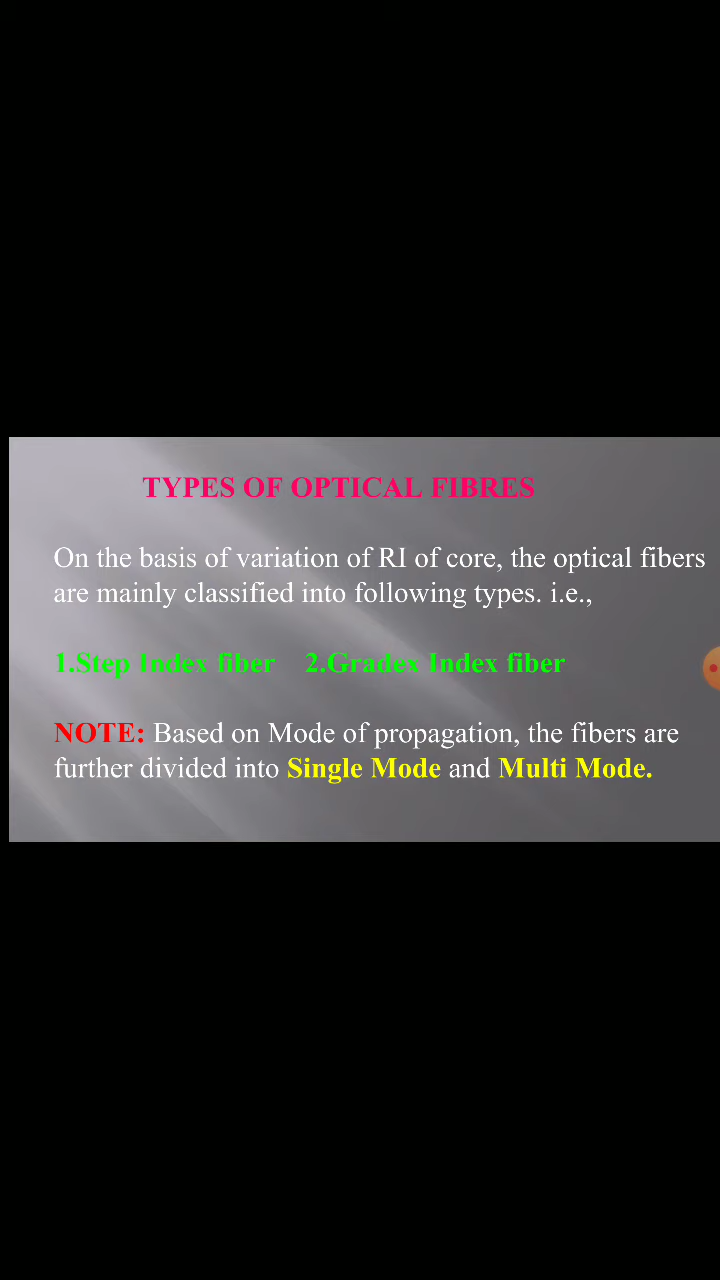 TYPES OF OPTICAL FIBRES
On the basis of variation of RI of core, the optical fibers
are mainly classified into following types. i.e.,
1.Step Index fiber 2.Gradex Index fiber
NOTE: Based on Mode of propagation, the fibers are
further divided into Single Mode and Multi Mode.